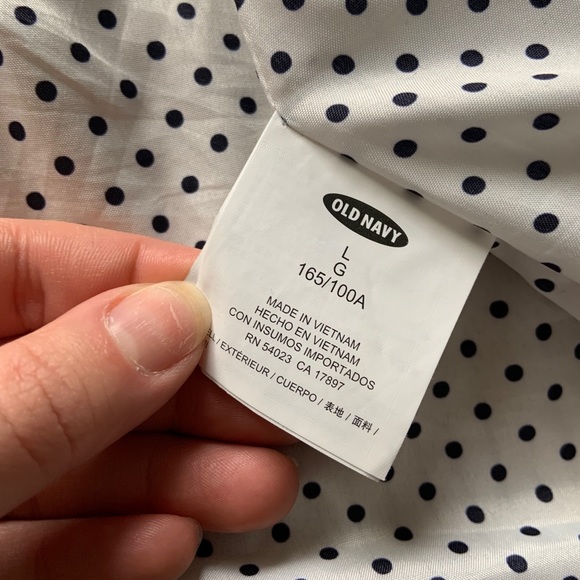 OLD NAVY
L
G
165/100A
MADE IN VIETNAM
HECHO EN VIETNAM
CON INSUMOS IMPORTADOS
RN 54023 CA 17897
/ EXTÉRIEUR / CUERPO / 表地 / 面料 /